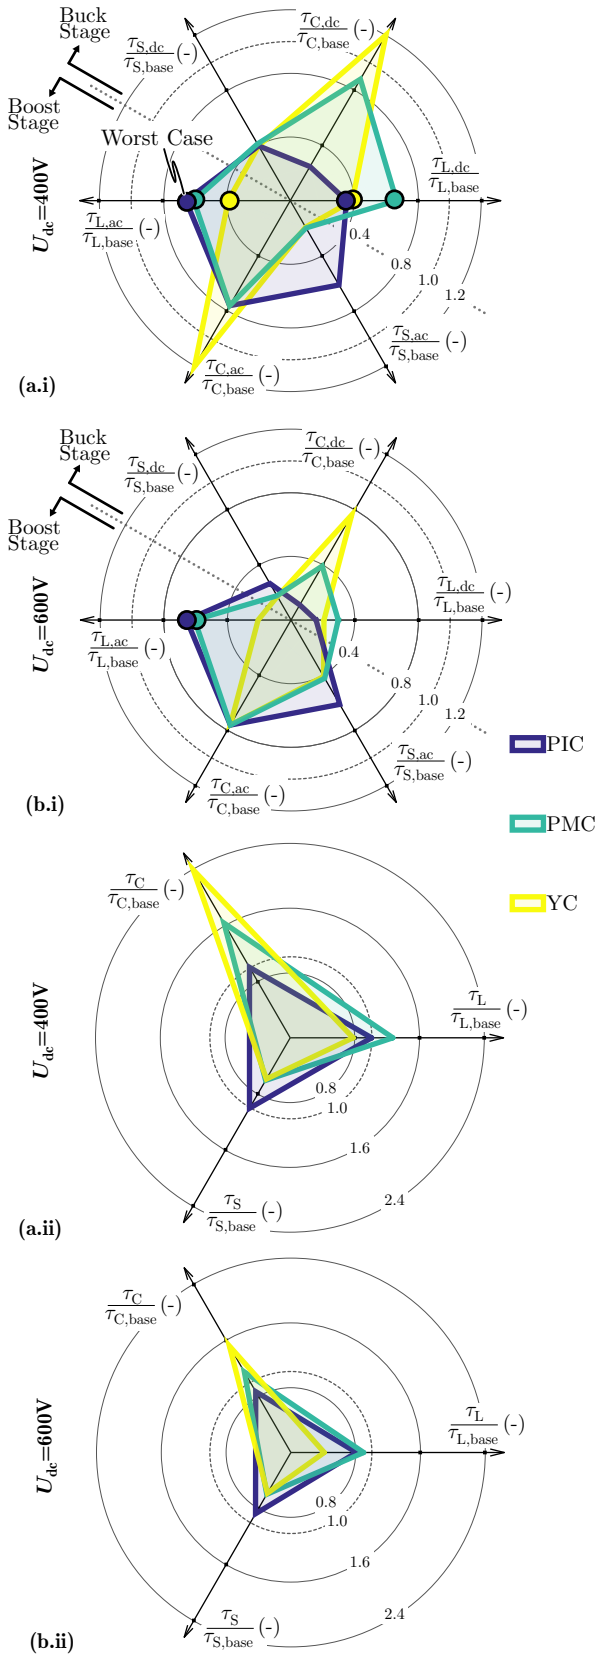 Buck
Stage
Boost
Stage
Worst Case
τS,dc/τS,base (-)
τC,dc/τC,base (-)
τL,dc/τL,base
τL,ac/τL,base (-)
τC,ac/τC,base (-)
τS,ac/τS,base (-)
0.4
0.8
1.0
1.2
Udc=400V
(a.i)
Buck
Stage
Boost
Stage
τS,dc/τS,base (-)
τC,dc/τC,base (-)
τL,dc/τL,base (-)
τL,ac/τL,base (-)
τC,ac/τC,base (-)
τS,ac/τS,base (-)
0.4
0.8
1.0
1.2
Udc=600V
(b.i)
PIC
PMC
YC
τC/τC,base (-)
τL/τL,base (-)
τS/τS,base (-)
0.8
1.0
1.6
2.4
Udc=400V
(a.ii)
τC/τC,base (-)
τL/τL,base (-)
τS/τS,base (-)
0.8
1.0
1.6
2.4
Udc=600V
(b.ii)